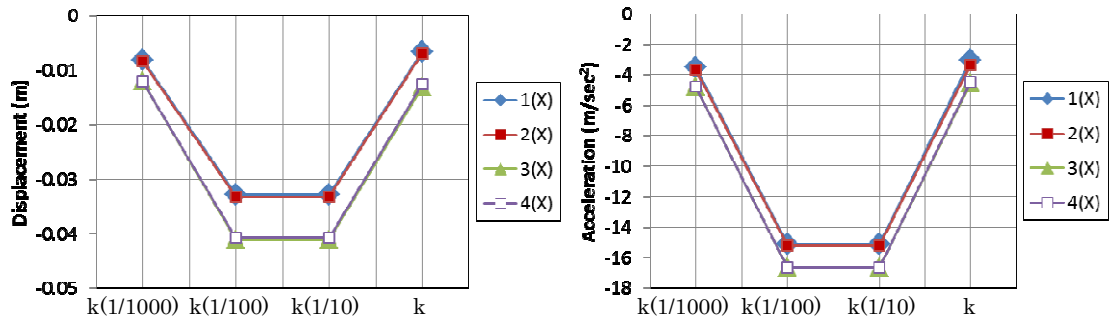 Displacement (m)
0
-0.01
-0.02
-0.03
-0.04
-0.05
k(1/1000) k(1/100) k(1/10) k
1(X)
2(X)
3(X)
4(X)
Acceleration (m/sec²)
0
-2
-4
-6
-8
-10
-12
-14
-16
-18
k(1/1000) k(1/100) k(1/10) k
1(X)
2(X)
3(X)
4(X)